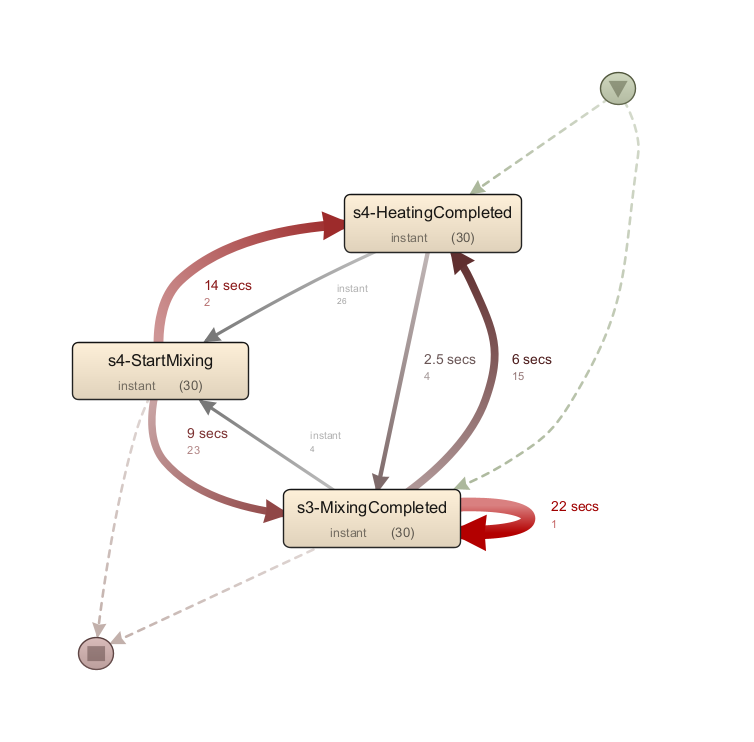 s4-HeatingCompleted
instant (30)
14 secs
2
instant
26
s4-StartMixing
instant (30)
2.5 secs
4
6 secs
15
9 secs
23
instant
4
s3-MixingCompleted
instant (30)
22 secs
1